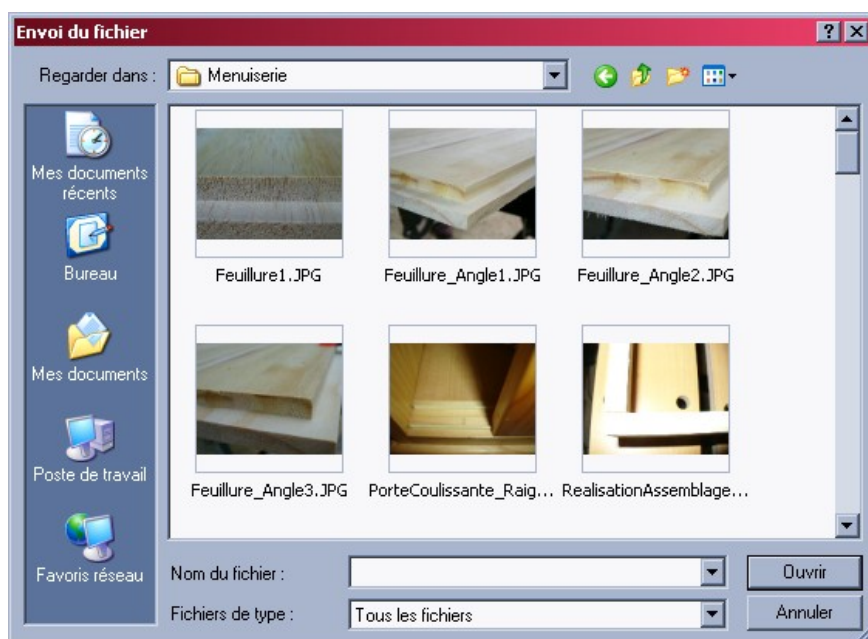 Envoi du fichier
Regarder dans :
Menuiserie
Mes documents
récents
Bureau
Mes documents
Poste de travail
Favoris réseau
Feuillure1.JPG
Feuillure_Angle1.JPG
Feuillure_Angle2.JPG
Feuillure_Angle3.JPG
PorteCoulissante_Raig...
RealisationAssemblage...
Nom du fichier :
Ouvrir
Fichiers de type :
Tous les fichiers
Annuler